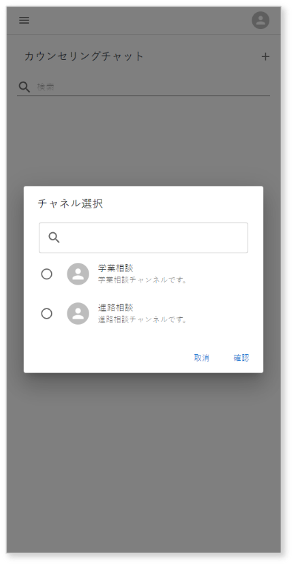 カウンセリングチャット
検索
チャネル選択
学業相談
学業相談チャンネルです。
進路相談
進路相談チャンネルです。
取消
確認